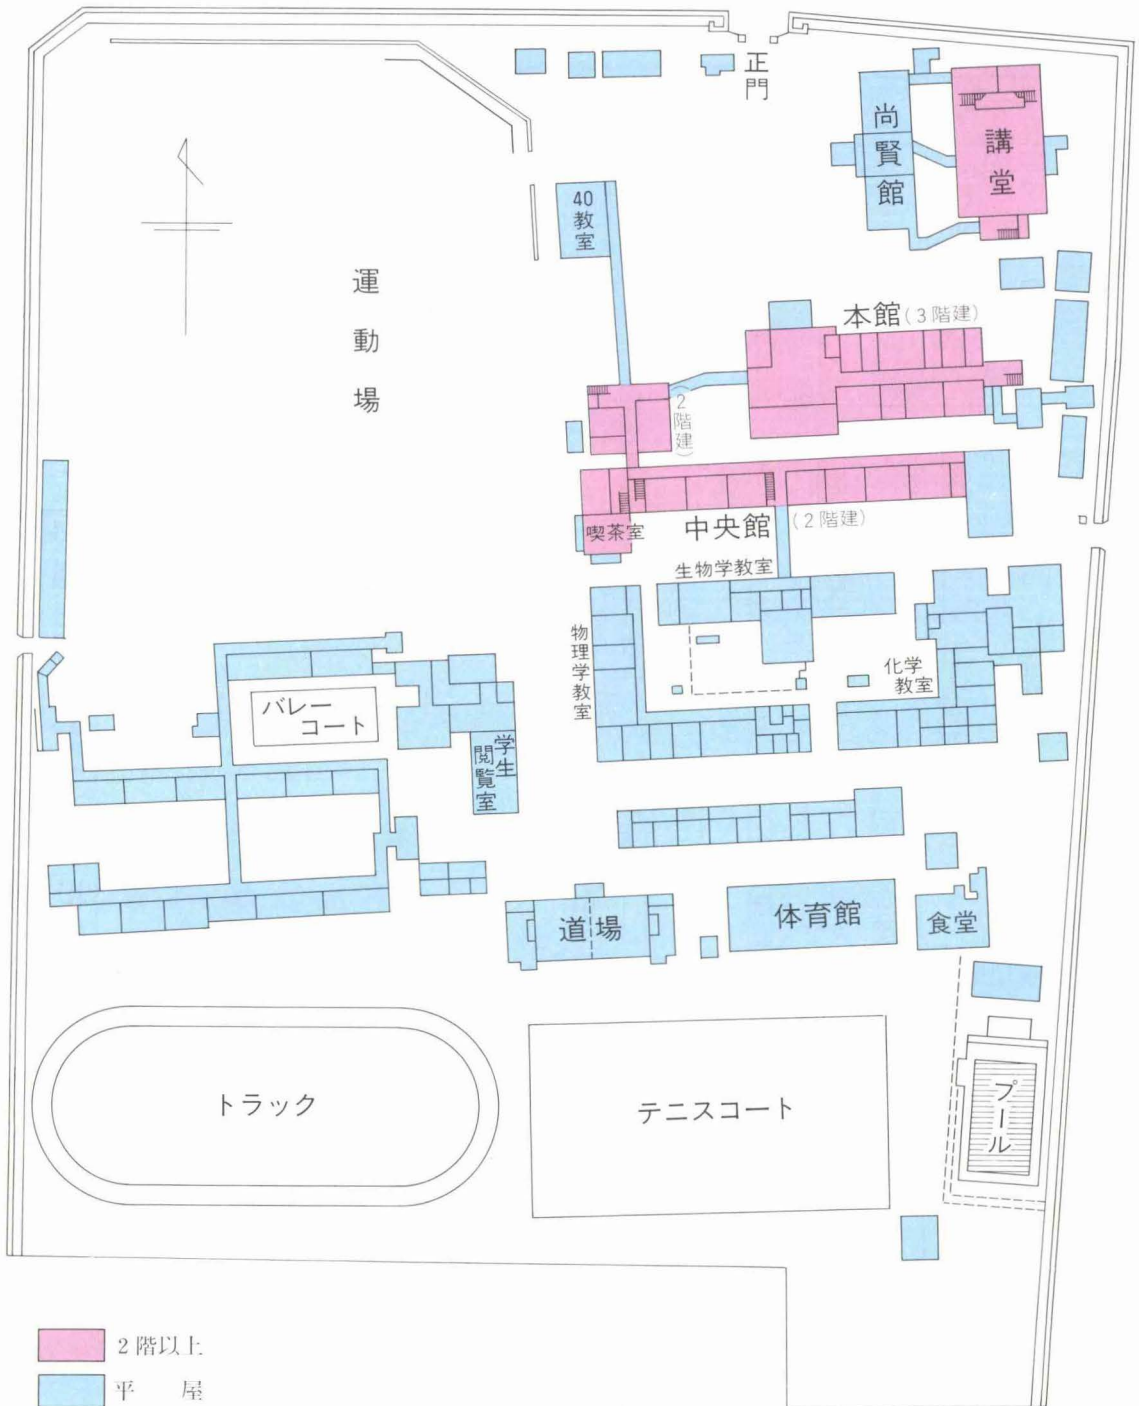 正門
尚賢館
講堂
40
教室
運動場
本館(3階建)
(2階建)
喫茶室
中央館(2階建)
生物学教室
物理学教室
化学
教室
バレー
コート
学生
閲覧室
道場
体育館
食堂
トラック
テニスコート
プール
2階以上
平屋